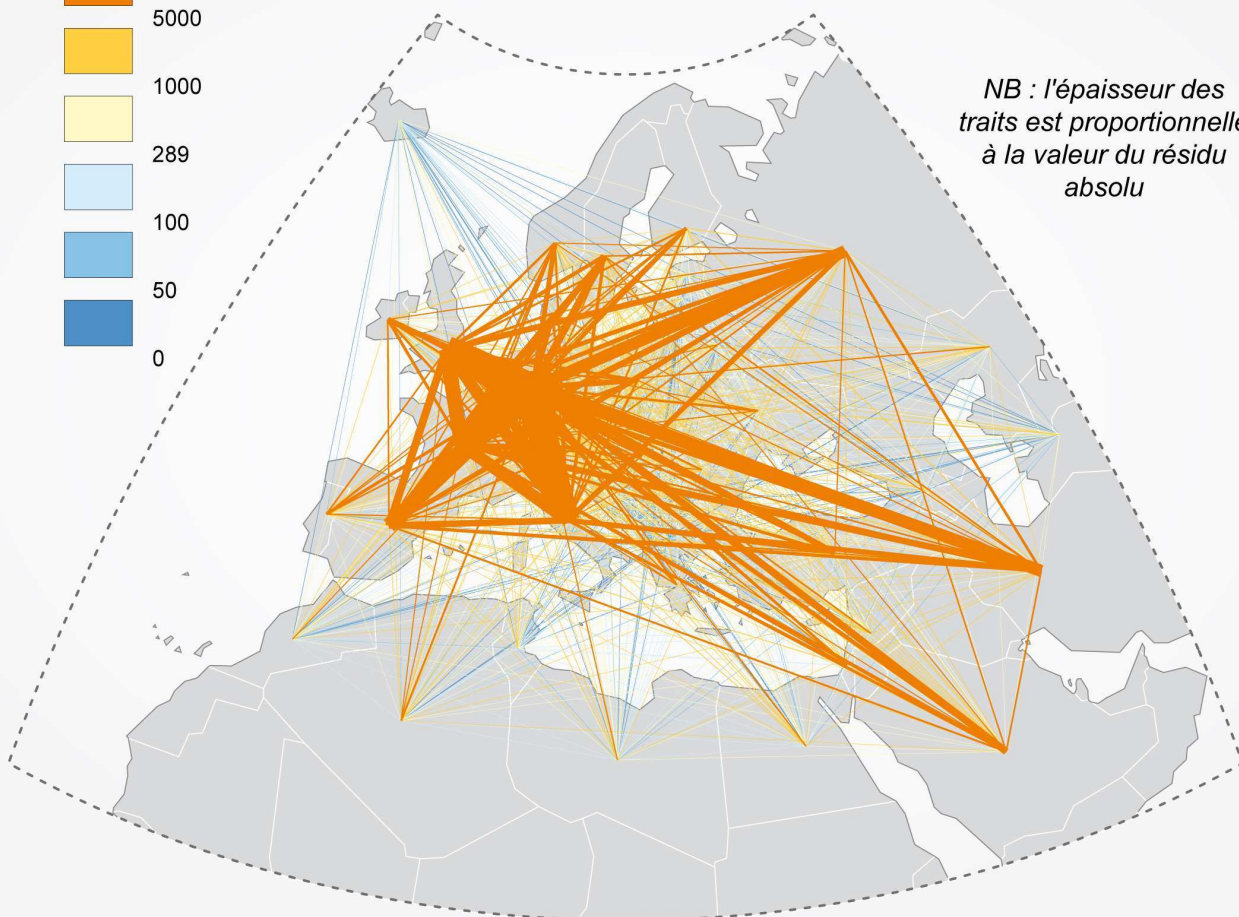 5000
1000
289
100
50
0
NB : l'épaisseur des
traits est proportionnelle
à la valeur du résidu
absolu